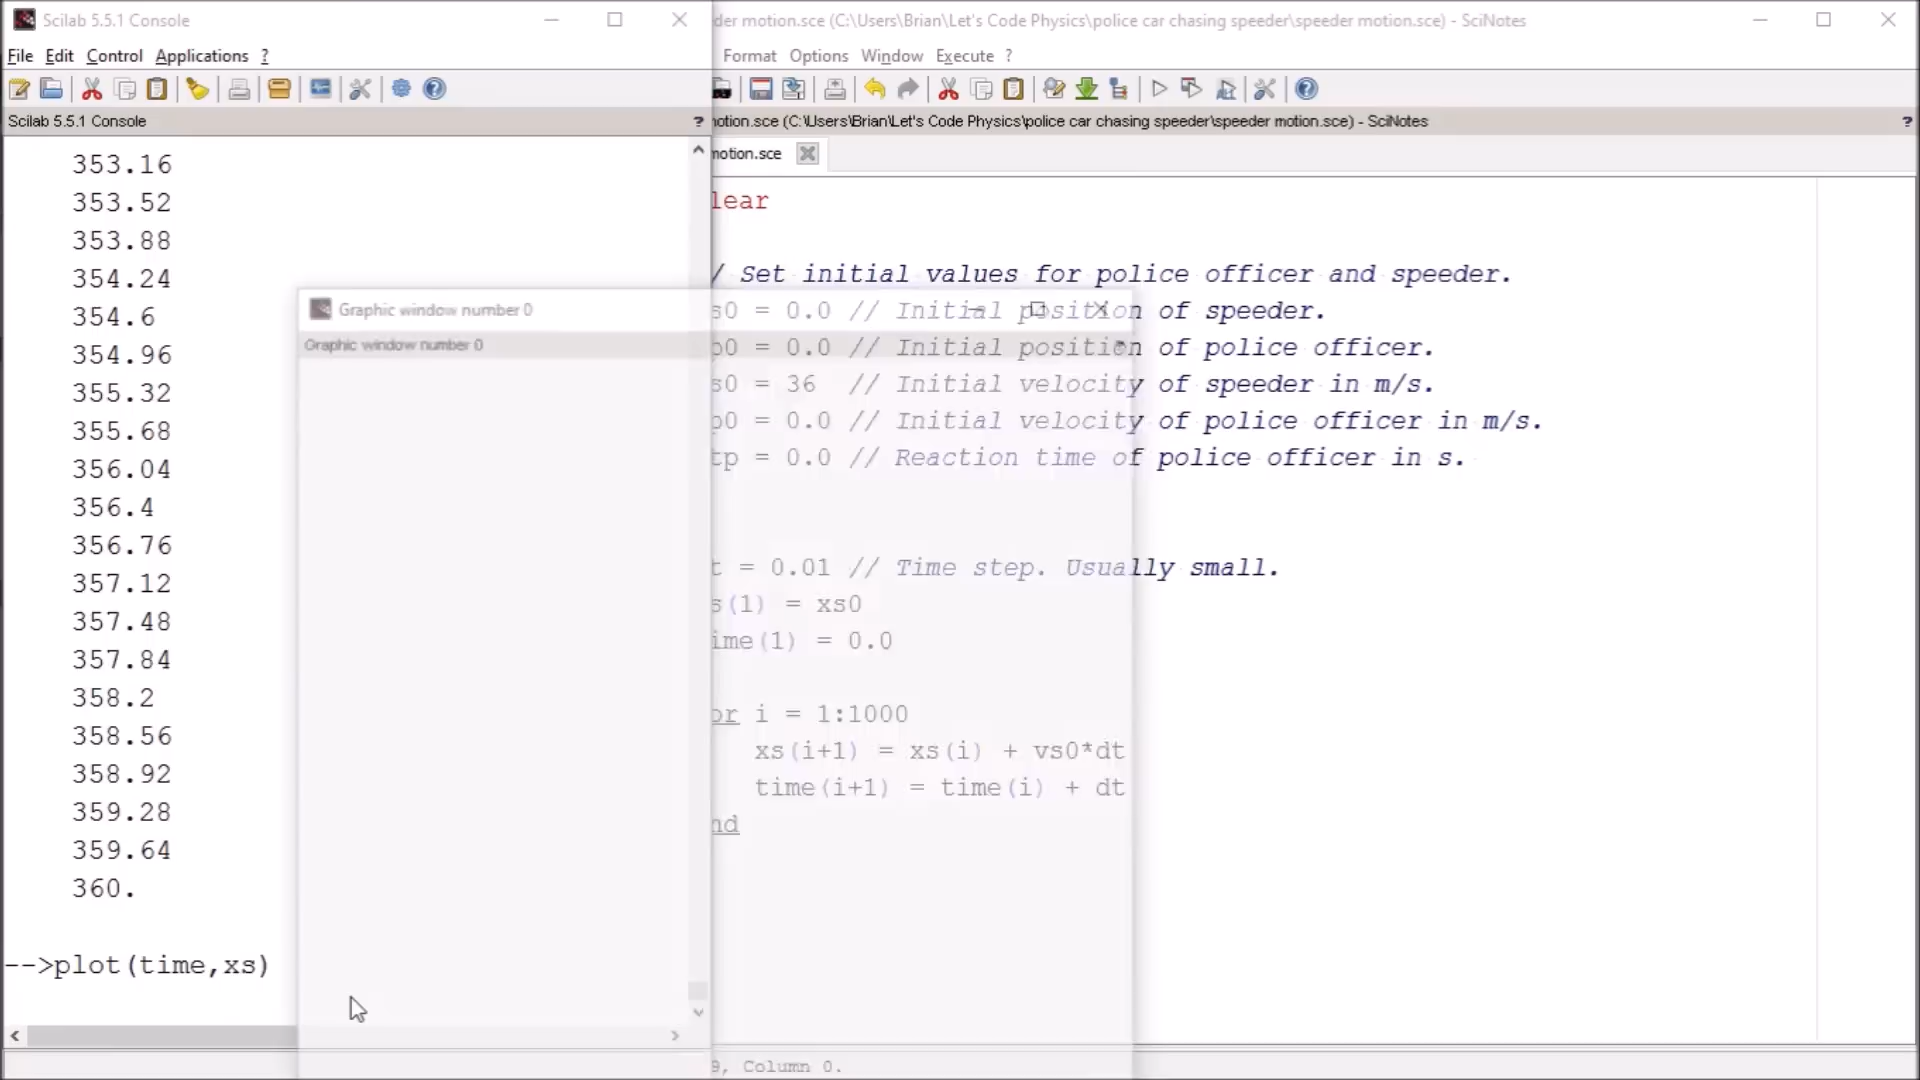 Scilab 5.5.1 Console
File Edit Control Applications ?
Scilab 5.5.1 Console ?
353.16
353.52
353.88
354.24
354.6
354.96
355.32
355.68
356.04
356.4
356.76
357.12
357.48
357.84
358.2
358.56
358.92
359.28
359.64
360.
-->plot(time,xs)
Graphic window number 0
Graphic window number 0
der motion.sce (C:\Users\Brian\Let's Code Physics\police car chasing speeder\speeder motion.sce) - SciNotes
Format Options Window Execute ?
motion.sce (C:\Users\Brian\Let's Code Physics\police car chasing speeder\speeder motion.sce) - SciNotes ?
motion.sce
lear
/ Set initial values for police officer and speeder.
s0 = 0.0 // Initial position of speeder.
p0 = 0.0 // Initial position of police officer.
s0 = 36 // Initial velocity of speeder in m/s.
p0 = 0.0 // Initial velocity of police officer in m/s.
tp = 0.0 // Reaction time of police officer in s.
t = 0.01 // Time step. Usually small.
s(1) = xs0
ime(1) = 0.0
or i = 1:1000
xs(i+1) = xs(i) + vs0*dt
time(i+1) = time(i) + dt
nd
9, Column 0.